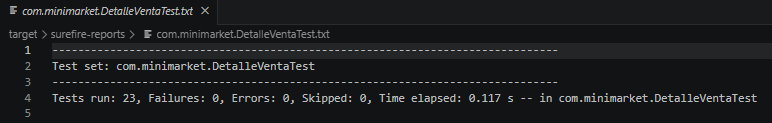 com.minimarket.DetalleVentaTest.txt ×
target > surefire-reports > com.minimarket.DetalleVentaTest.txt
1 -------------------------------------------------------------------------------
2 Test set: com.minimarket.DetalleVentaTest
3 -------------------------------------------------------------------------------
4 Tests run: 23, Failures: 0, Errors: 0, Skipped: 0, Time elapsed: 0.117 s -- in com.minimarket.DetalleVentaTest
5